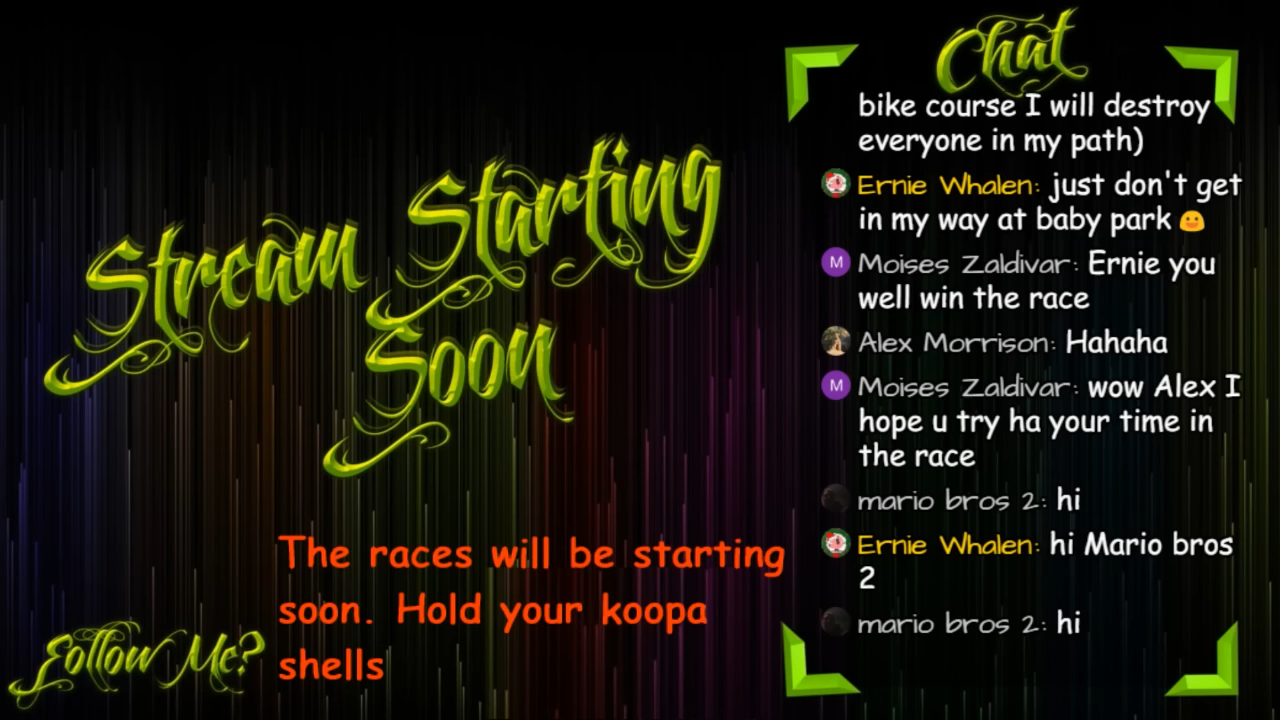 Stream Starting
Soon
The races will be starting
soon. Hold your koopa
shells
Follow Me?
Chat
bike course I will destroy
everyone in my path)
Ernie Whalen: just don't get
in my way at baby park
M Moises Zaldivar: Ernie you
well win the race
Alex Morrison: Hahaha
M Moises Zaldivar: wow Alex I
hope u try ha your time in
the race
mario bros 2: hi
Ernie Whalen: hi Mario bros
2
mario bros 2: hi